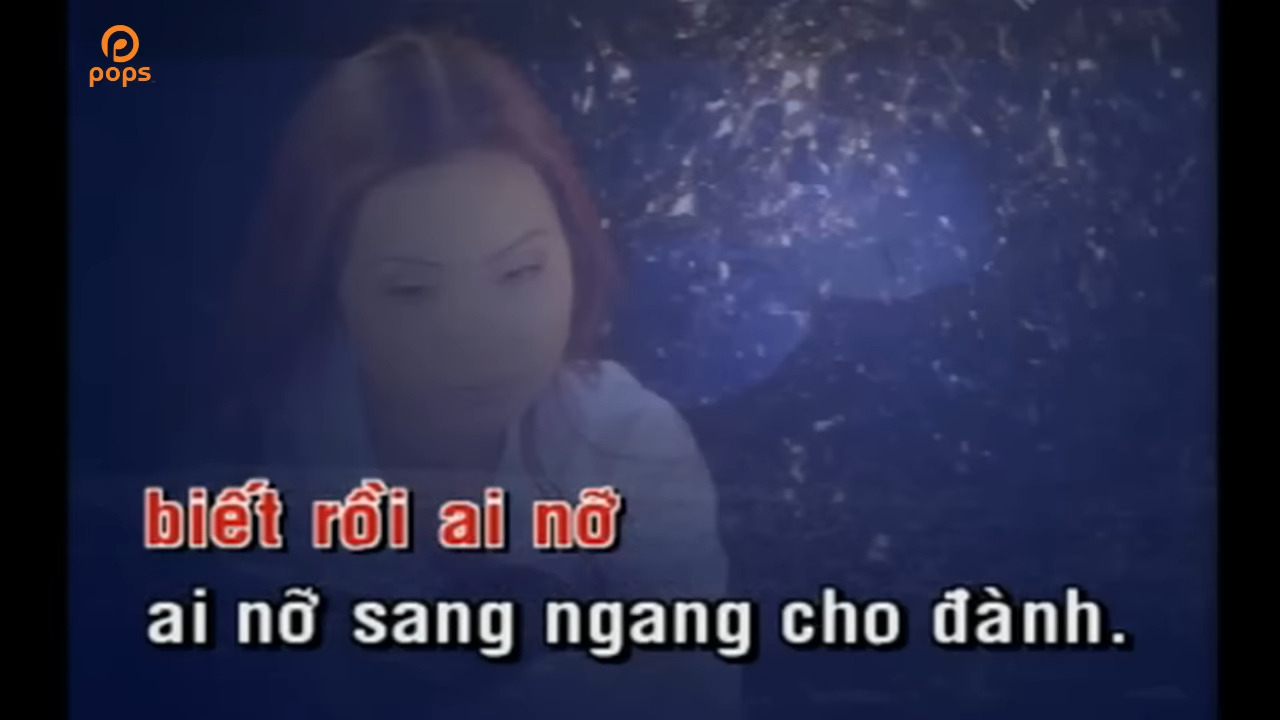 pops
biết rồi ai nỡ
ai nỡ sang ngang cho đành.